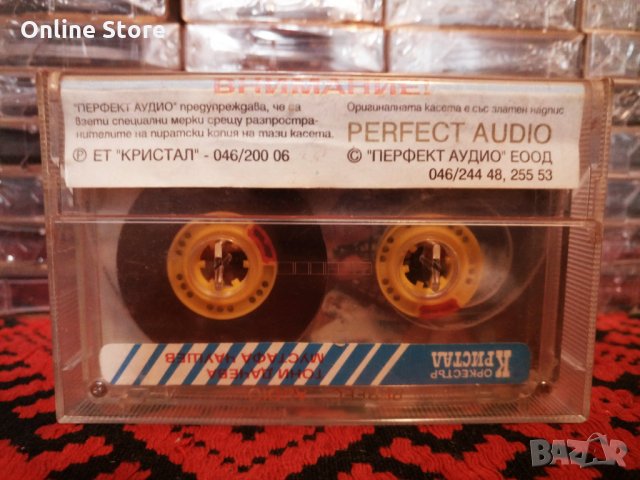 Online Store
ВНИМАНИЕ!
"ПЕРФЕКТ АУДИО" предупреждава, че са
взети специални мерки срещу разпростра-
нителите на пиратски копия на тази касета.
Ⓟ ЕТ "КРИСТАЛ" - 046/200 06
Оригиналната касета е със златен надпис
PERFECT AUDIO
© "ПЕРФЕКТ АУДИО" ЕООД
046/244 48, 255 53
ОРКЕСТЪР
КРИСТАЛ
ТОНИ ДАЧЕВА
МУСТАФА ЧАУШЕВ
BAZAR